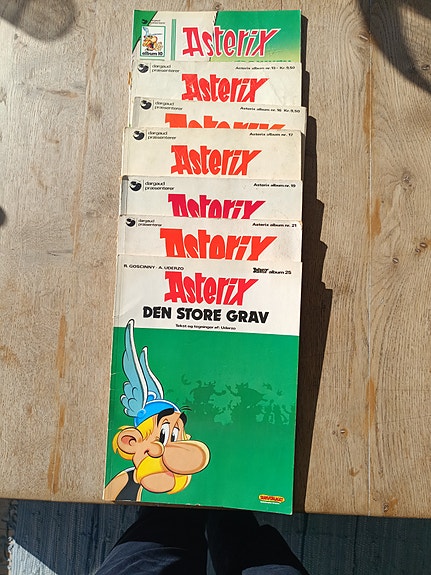 Asterix
album 10
dargaud
præsenterer
Asterix album nr. 15 - Kr. 9,50
Asterix
dargaud
præsenterer
Asterix album nr. 16 Kr. 9,50
Asterix
dargaud
præsenterer
Asterix album nr. 17
Asterix
dargaud
præsenterer
Asterix album nr. 19
Asterix
dargaud
præsenterer
Asterix album nr. 21
Asterix
R. GOSCINNY - A. UDERZO
Asterix album 25
Asterix
DEN STORE GRAV
Tekst og tegninger af: Uderzo